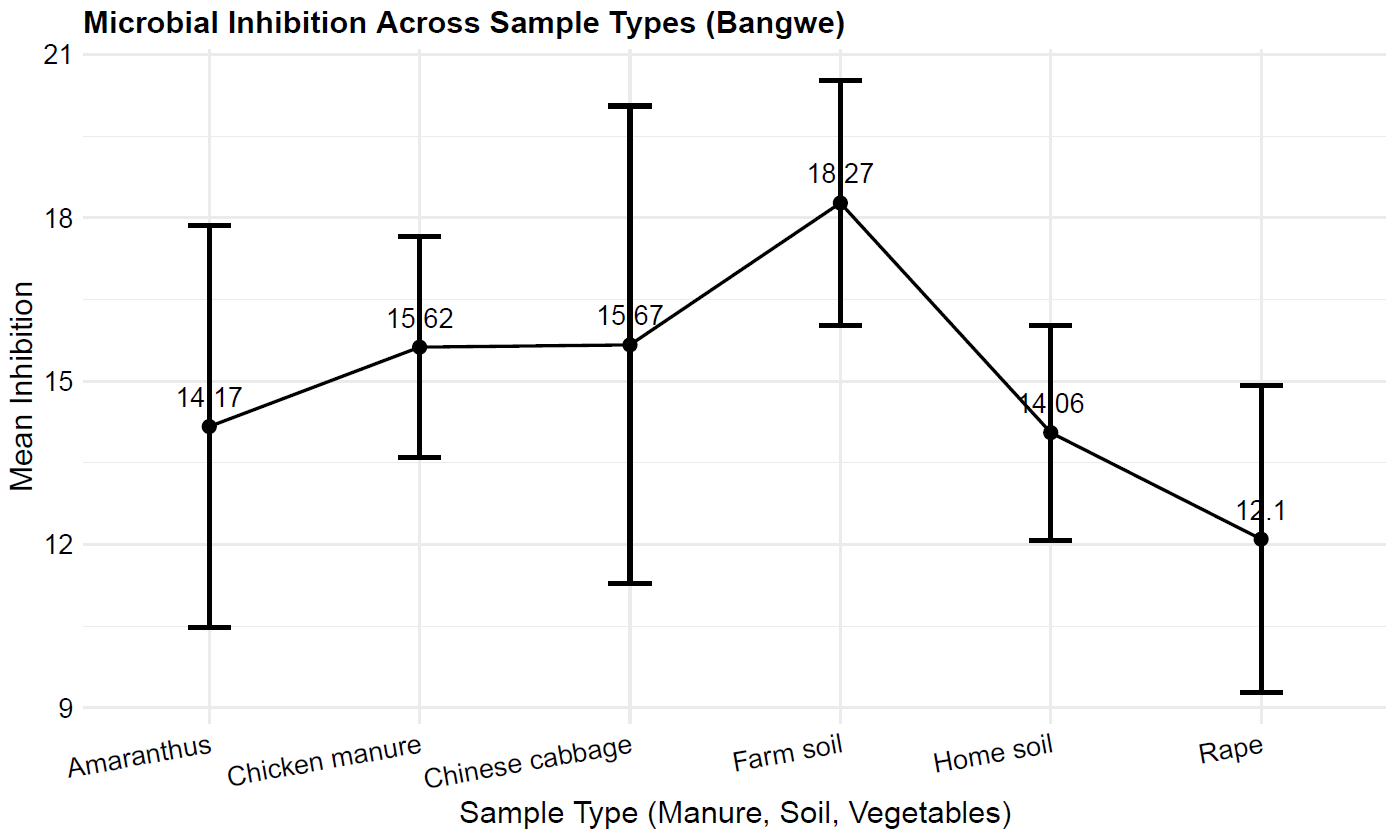 Microbial Inhibition Across Sample Types (Bangwe)
Mean Inhibition
21
18
15
12
9
14.17
15.62
15.67
18.27
14.06
12.1
Amaranthus
Chicken manure
Chinese cabbage
Farm soil
Home soil
Rape
Sample Type (Manure, Soil, Vegetables)